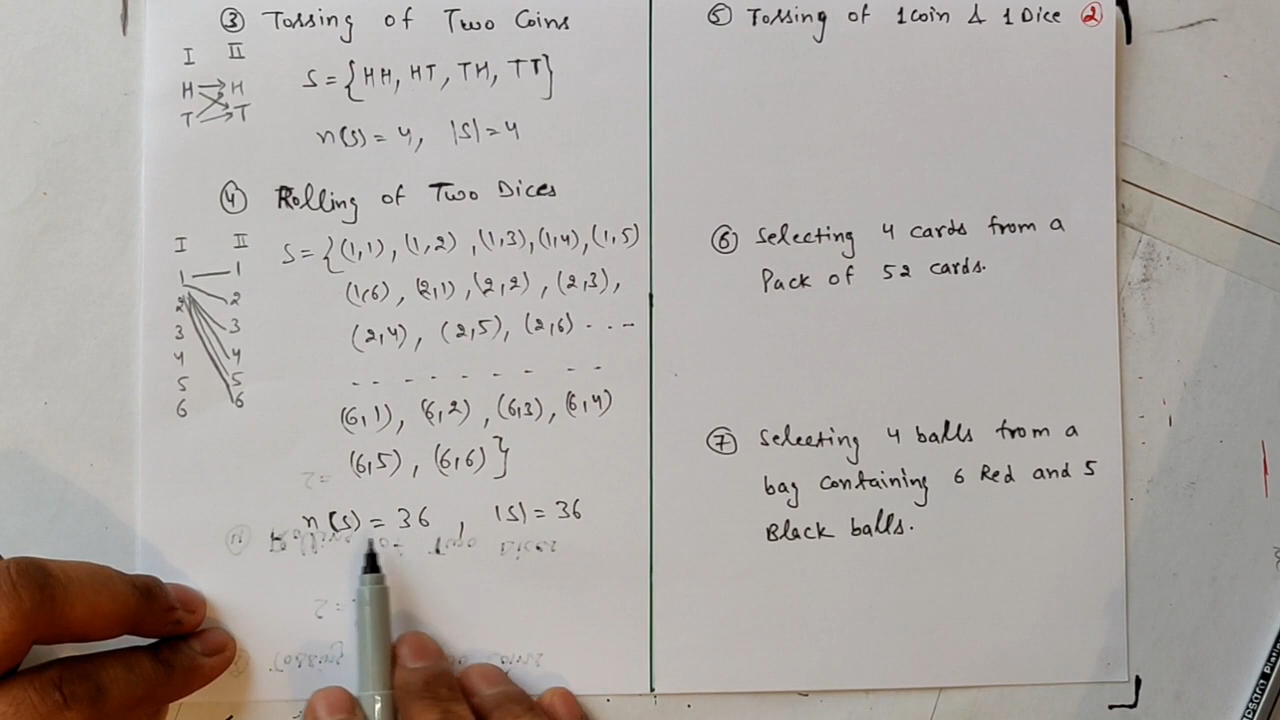 ③ Tossing of Two Coins
I II
H H
T T
S = {HH, HT, TH, TT}
n(S) = 4, |S| = 4
④ Rolling of Two Dices
I II
1 1
2 2
3 3
4 4
5 5
6 6
S = {(1,1), (1,2), (1,3), (1,4), (1,5)
(1,6), (2,1), (2,2), (2,3),
(2,4), (2,5), (2,6) - - -
- - - - - - - -
(6,1), (6,2), (6,3), (6,4)
(6,5), (6,6)}
n(S) = 36, |S| = 36
⑤ Tossing of 1 Coin & 1 Dice ②
⑥ Selecting 4 cards from a
Pack of 52 cards.
⑦ Selecting 4 balls from a
bag containing 6 Red and 5
Black balls.